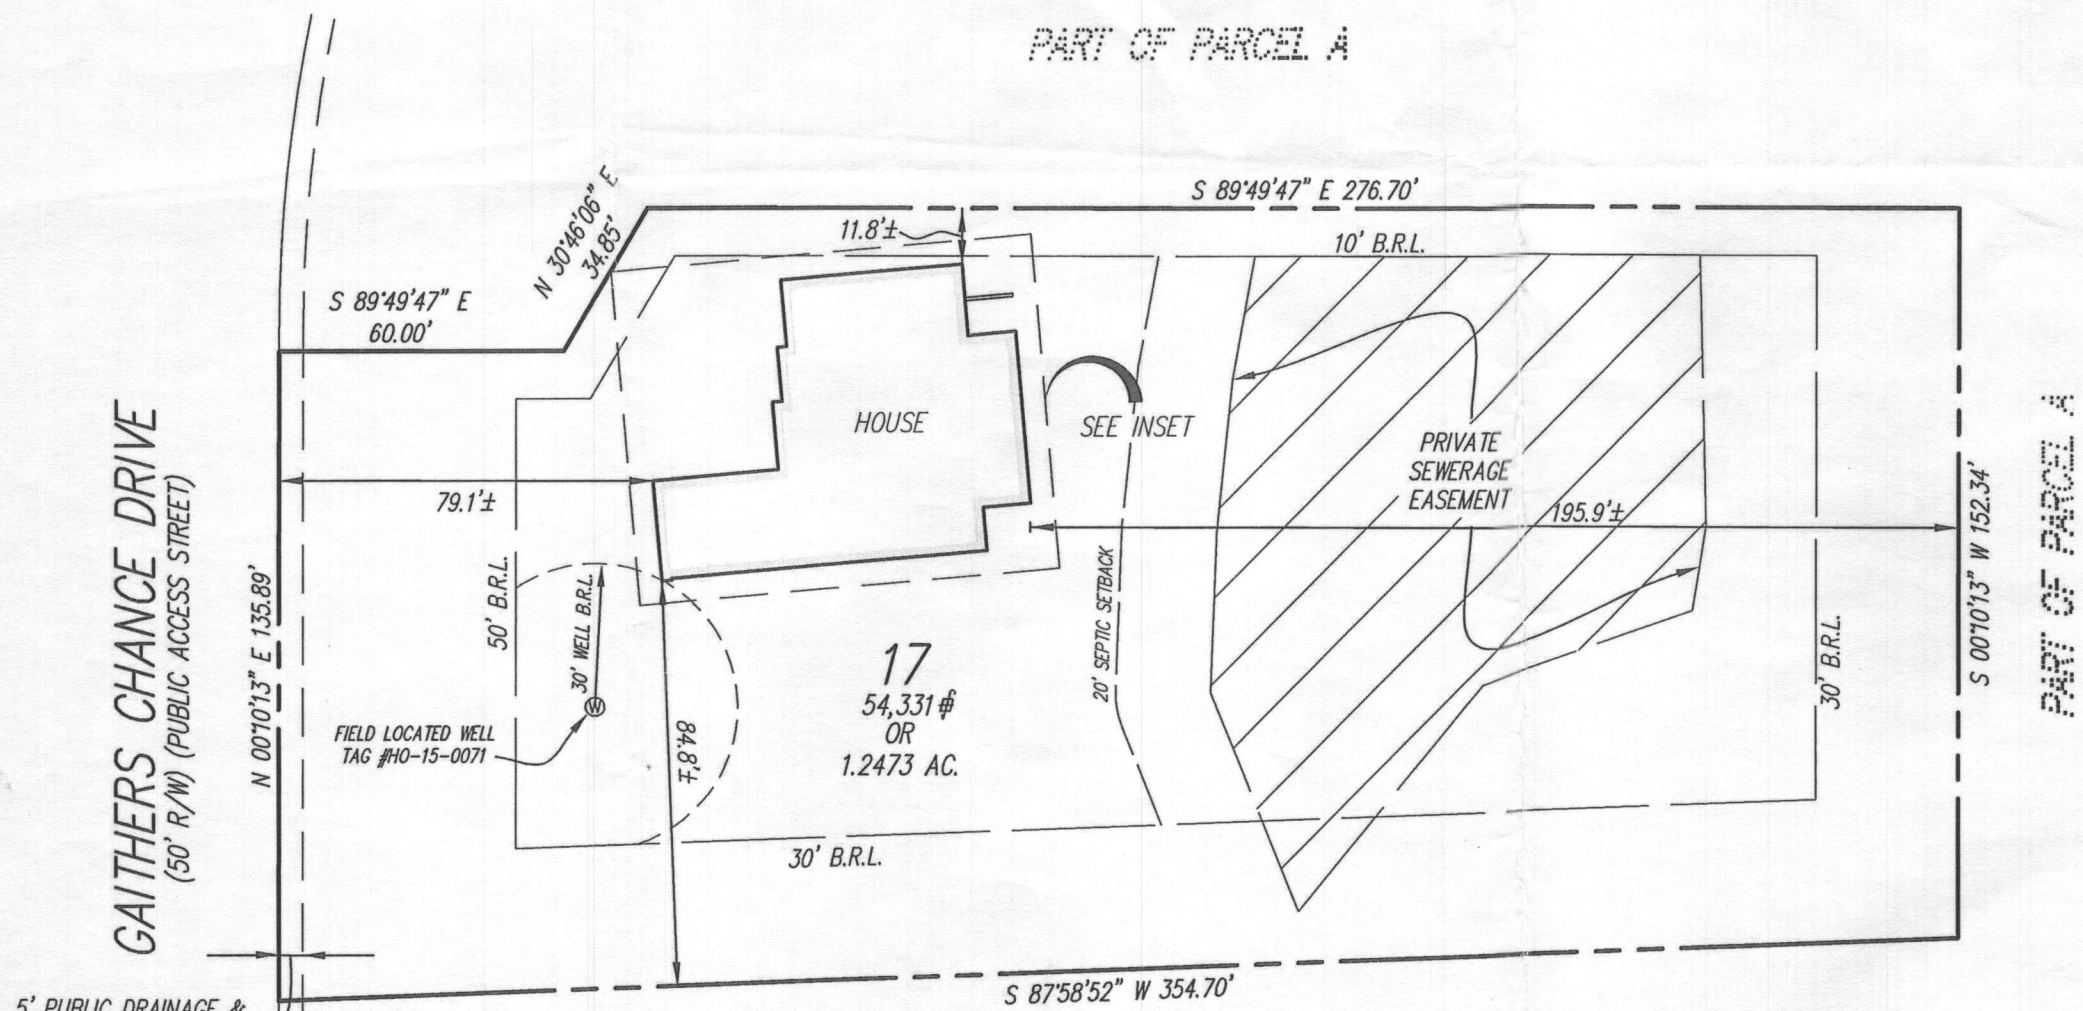 PART OF PARCEL A
S 89°49'47" E 276.70'
N 30°46'06" E
34.85'
11.8'±
10' B.R.L.
S 89°49'47" E
60.00'
HOUSE
SEE INSET
PRIVATE
SEWERAGE
EASEMENT
79.1'±
195.9'±
GAITHERS CHANCE DRIVE
(50' R/W) (PUBLIC ACCESS STREET)
N 00°10'13" E 135.89'
50' B.R.L.
30' WELL B.R.L.
W
FIELD LOCATED WELL
TAG #HO-15-0071
84.8'±
17
54,331
OR
1.2473 AC.
20' SEPTIC SETBACK
30' B.R.L.
S 00°10'13" W 152.34'
PART OF PARCEL A
30' B.R.L.
S 87°58'52" W 354.70'
5' PUBLIC DRAINAGE &